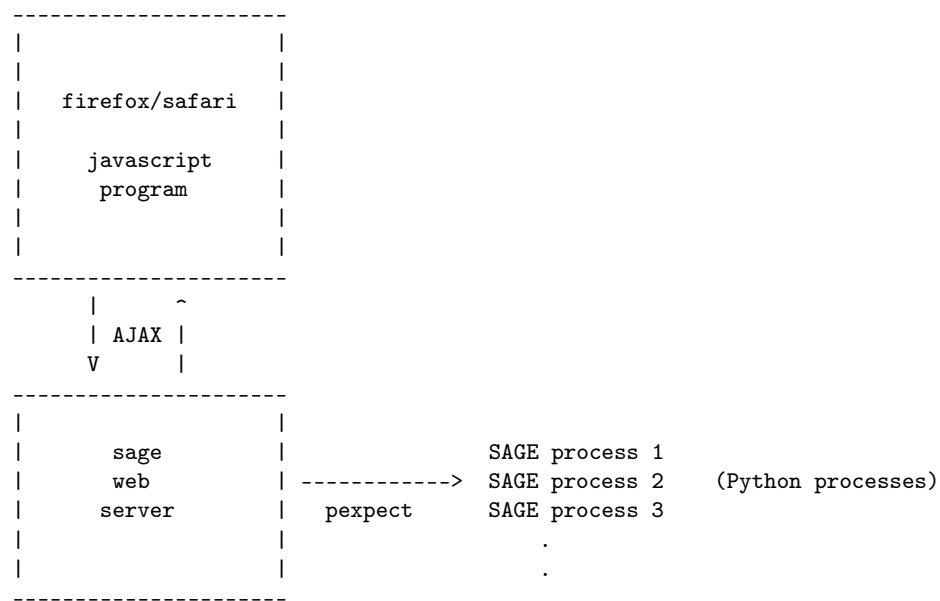 firefox/safari
javascript
program
AJAX
V
sage
web
server
------------>
pexpect
SAGE process 1
SAGE process 2 (Python processes)
SAGE process 3
.
.